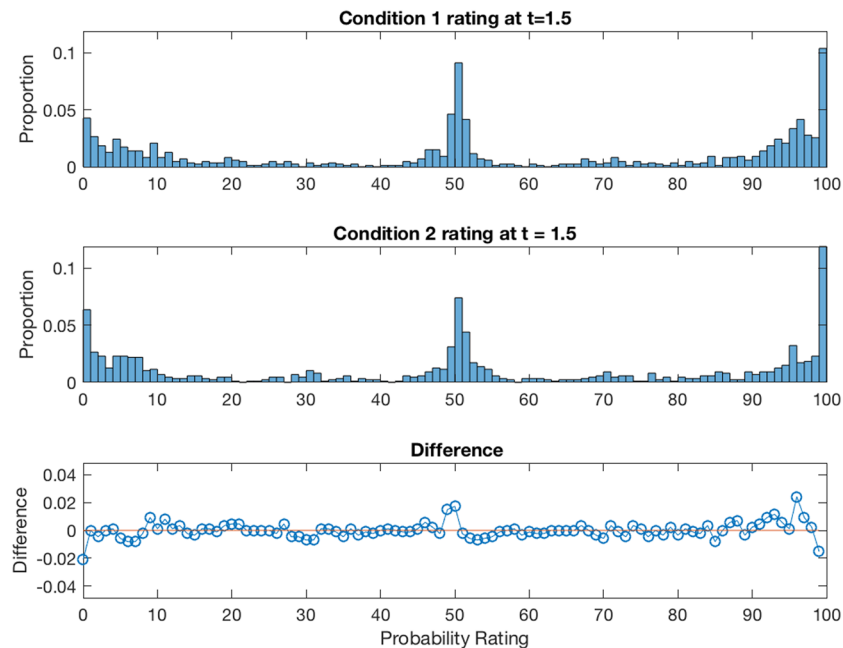 Condition 1 rating at t=1.5
Proportion
0.1
0.05
0
0 10 20 30 40 50 60 70 80 90 100
Condition 2 rating at t = 1.5
Proportion
0.1
0.05
0
0 10 20 30 40 50 60 70 80 90 100
Difference
Difference
0.04
0.02
0
-0.02
-0.04
0 10 20 30 40 50 60 70 80 90 100
Probability Rating